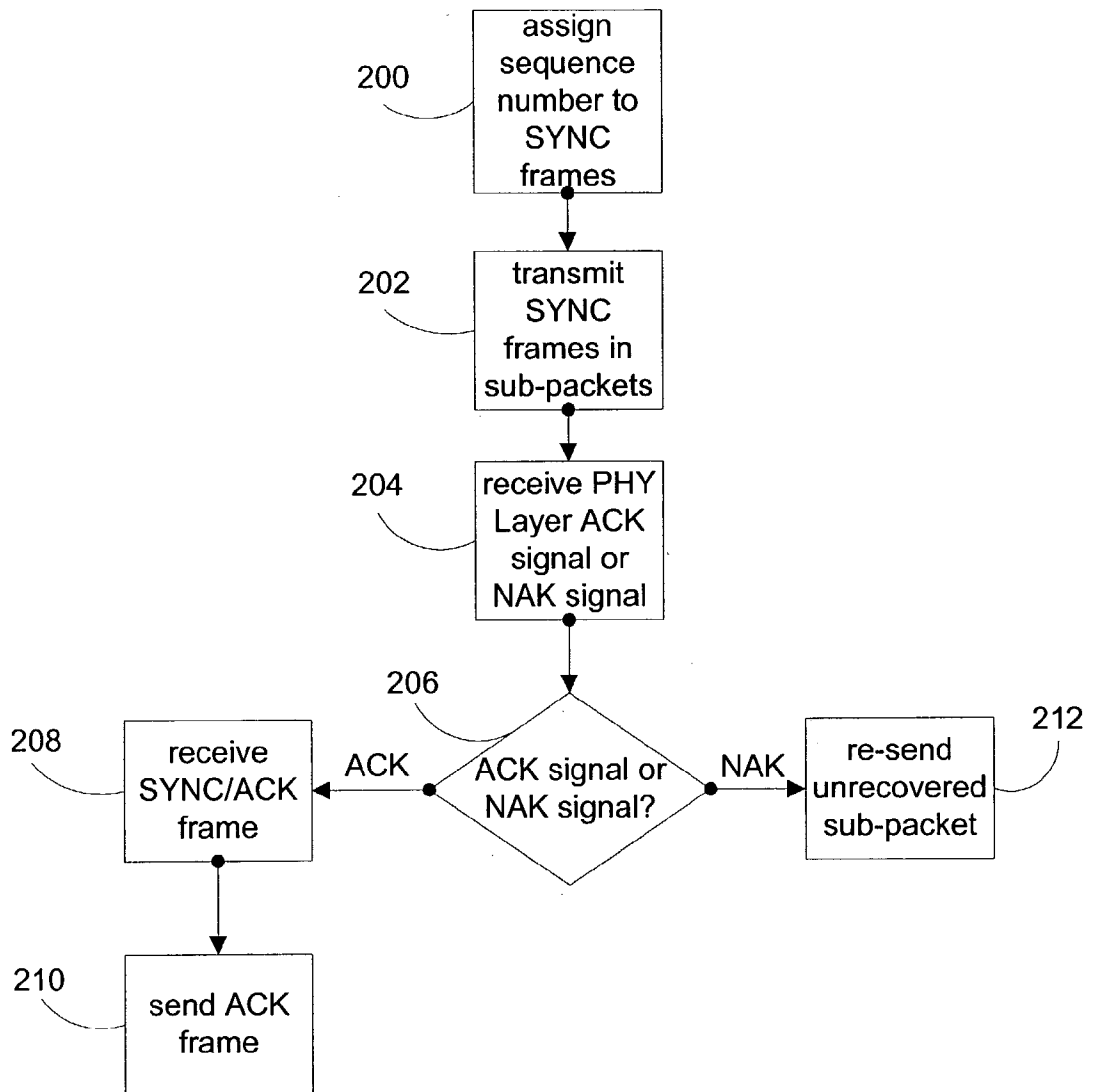 200
assign
sequence
number to
SYNC
frames
202
transmit
SYNC
frames in
sub-packets
204
receive PHY
Layer ACK
signal or
NAK signal
206
ACK signal or
NAK signal?
ACK
NAK
208
receive
SYNC/ACK
frame
212
re-send
unrecovered
sub-packet
210
send ACK
frame